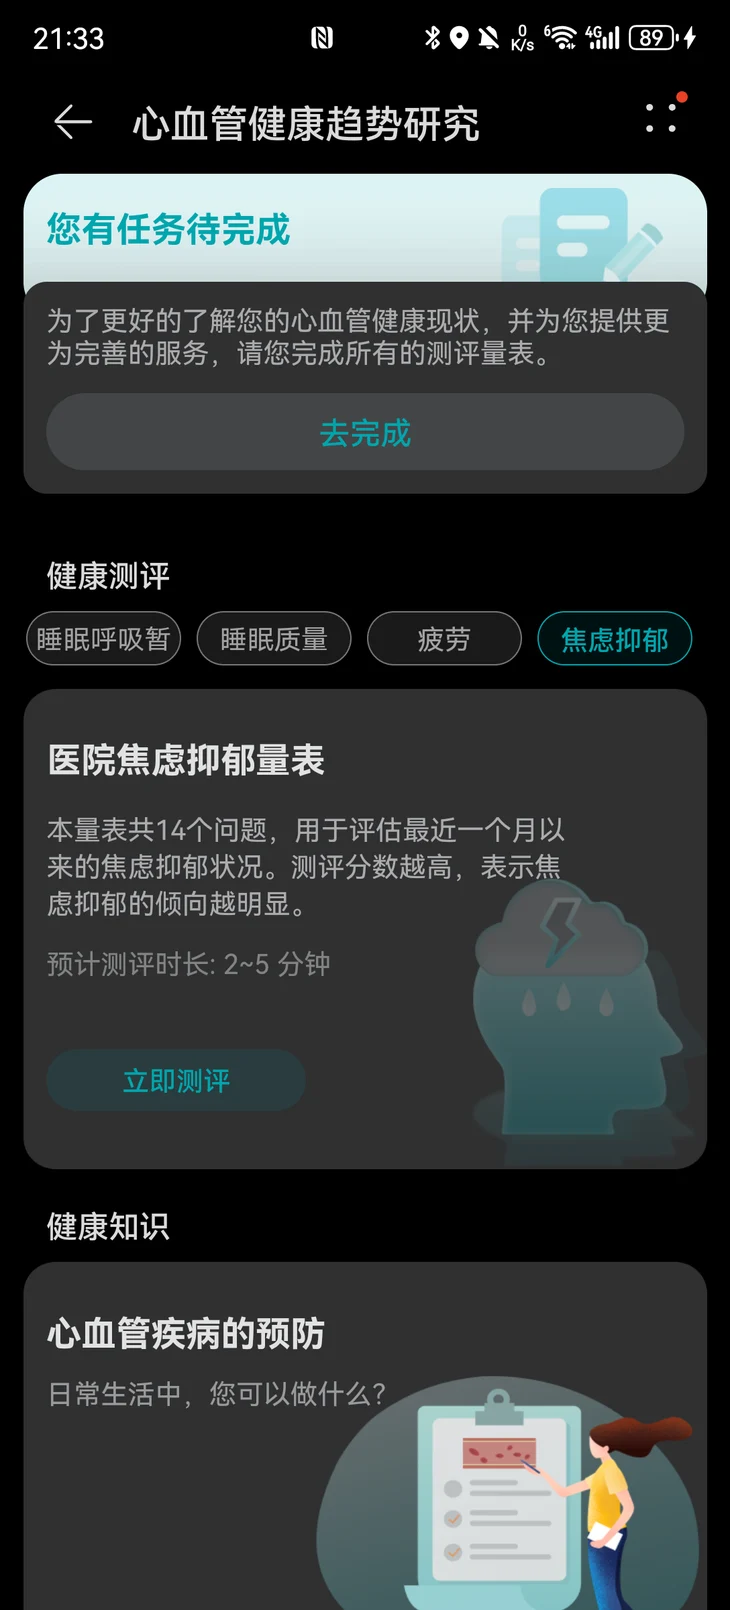 21:33
0
K/s
6
4G
89
心血管健康趋势研究
您有任务待完成
为了更好的了解您的心血管健康现状，并为您提供更
为完善的服务，请您完成所有的测评量表。
去完成
健康测评
睡眠呼吸暂
睡眠质量
疲劳
焦虑抑郁
医院焦虑抑郁量表
本量表共14个问题，用于评估最近一个月以
来的焦虑抑郁状况。测评分数越高，表示焦
虑抑郁的倾向越明显。
预计测评时长: 2~5 分钟
立即测评
健康知识
心血管疾病的预防
日常生活中，您可以做什么?